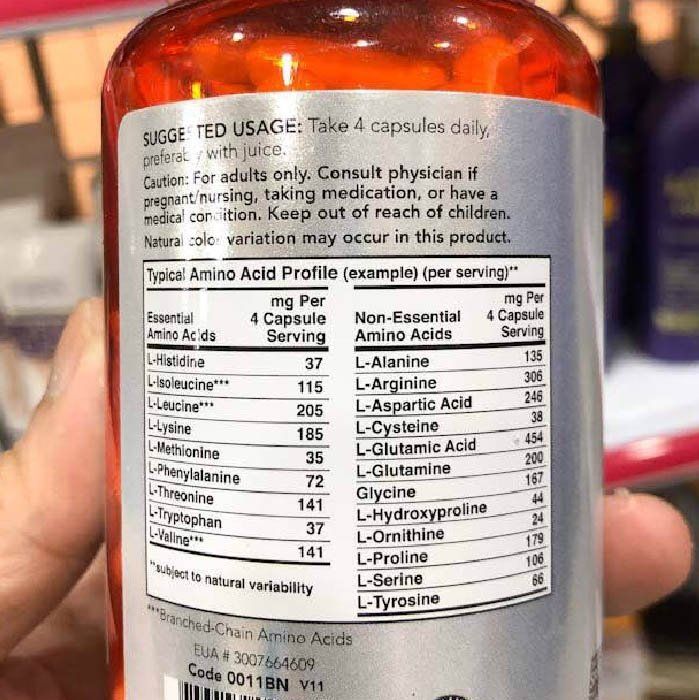 SUGGESTED USAGE: Take 4 capsules daily,
preferably with juice.
Caution: For adults only. Consult physician if
pregnant/nursing, taking medication, or have a
medical condition. Keep out of reach of children.
Natural color variation may occur in this product.
Typical Amino Acid Profile (example) (per serving)**
Essential Amino Acids mg Per 4 Capsule Serving
L-Histidine 37
L-Isoleucine*** 115
L-Leucine*** 205
L-Lysine 185
L-Methionine 35
L-Phenylalanine 72
L-Threonine 141
L-Tryptophan 37
L-Valine*** 141
Non-Essential Amino Acids mg Per 4 Capsule Serving
L-Alanine 135
L-Arginine 306
L-Aspartic Acid 246
L-Cysteine 38
L-Glutamic Acid 454
L-Glutamine 200
Glycine 167
L-Hydroxyproline 44
L-Ornithine 24
L-Proline 179
L-Serine 106
L-Tyrosine 66
**subject to natural variability
***Branched-Chain Amino Acids
EUA # 3007664609
Code 0011BN V11